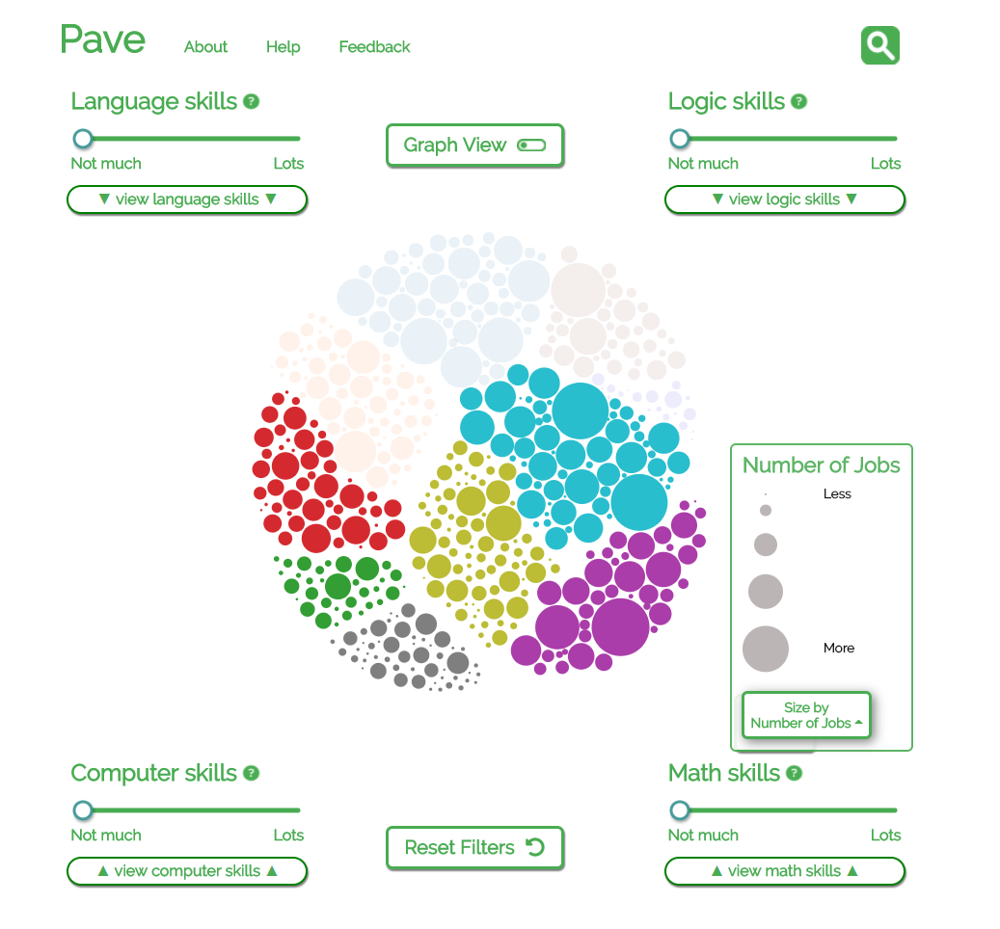 Pave
About
Help
Feedback
Language skills ?
Logic skills ?
Graph View
Not much
Lots
Not much
Lots
▼ view language skills ▼
▼ view logic skills ▼
Number of Jobs
Less
More
Size by
Number of Jobs
Computer skills ?
Math skills ?
Not much
Lots
Reset Filters
Not much
Lots
▲ view computer skills ▲
▲ view math skills ▲